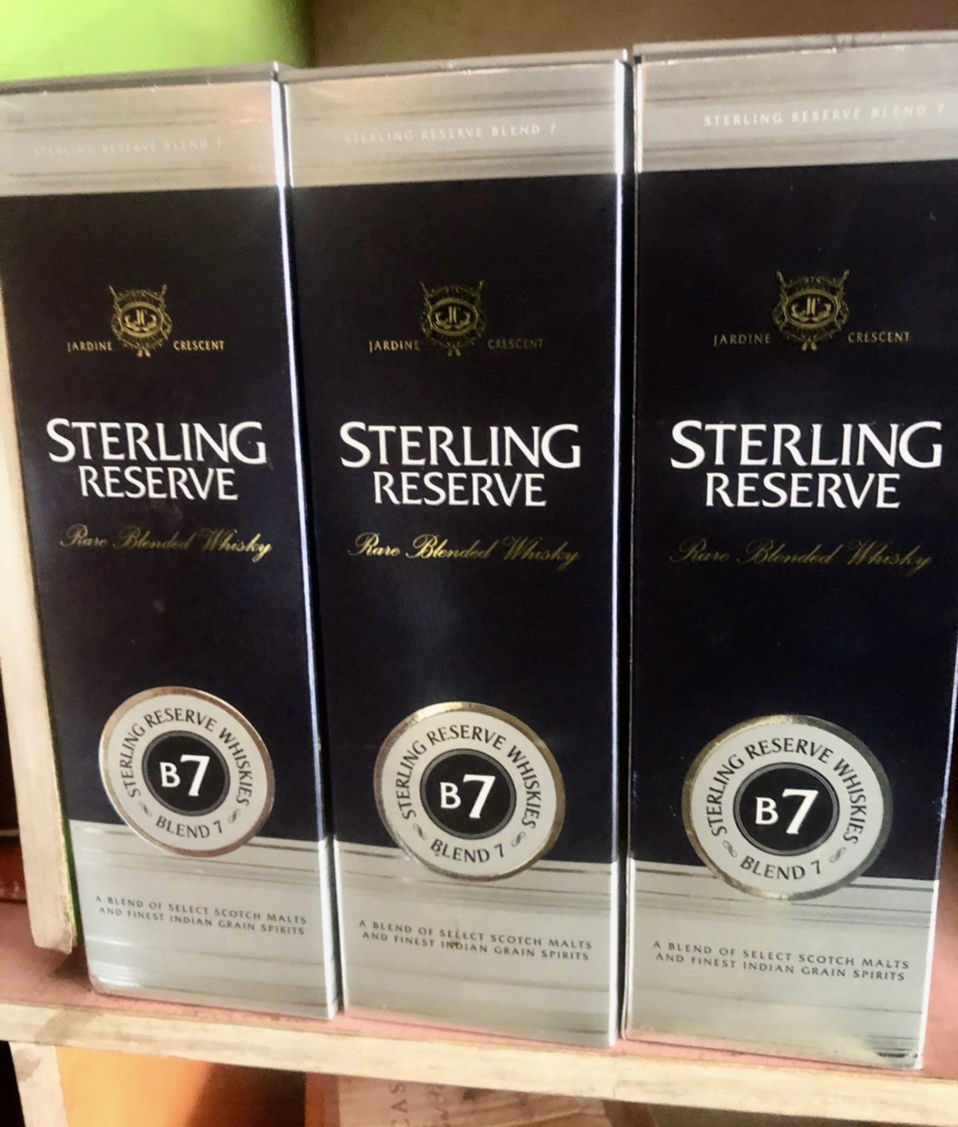 STERLING RESERVE BLEND 7
JC
JARDINE CRESCENT
STERLING
RESERVE
Rare Blended Whisky
STERLING RESERVE WHISKIES
B7
BLEND 7
A BLEND OF SELECT SCOTCH MALTS
AND FINEST INDIAN GRAIN SPIRITS
STERLING RESERVE BLEND 7
JC
JARDINE CRESCENT
STERLING
RESERVE
Rare Blended Whisky
STERLING RESERVE WHISKIES
B7
BLEND 7
A BLEND OF SELECT SCOTCH MALTS
AND FINEST INDIAN GRAIN SPIRITS
STERLING RESERVE BLEND 7
JC
JARDINE CRESCENT
STERLING
RESERVE
Rare Blended Whisky
STERLING RESERVE WHISKIES
B7
BLEND 7
A BLEND OF SELECT SCOTCH MALTS
AND FINEST INDIAN GRAIN SPIRITS